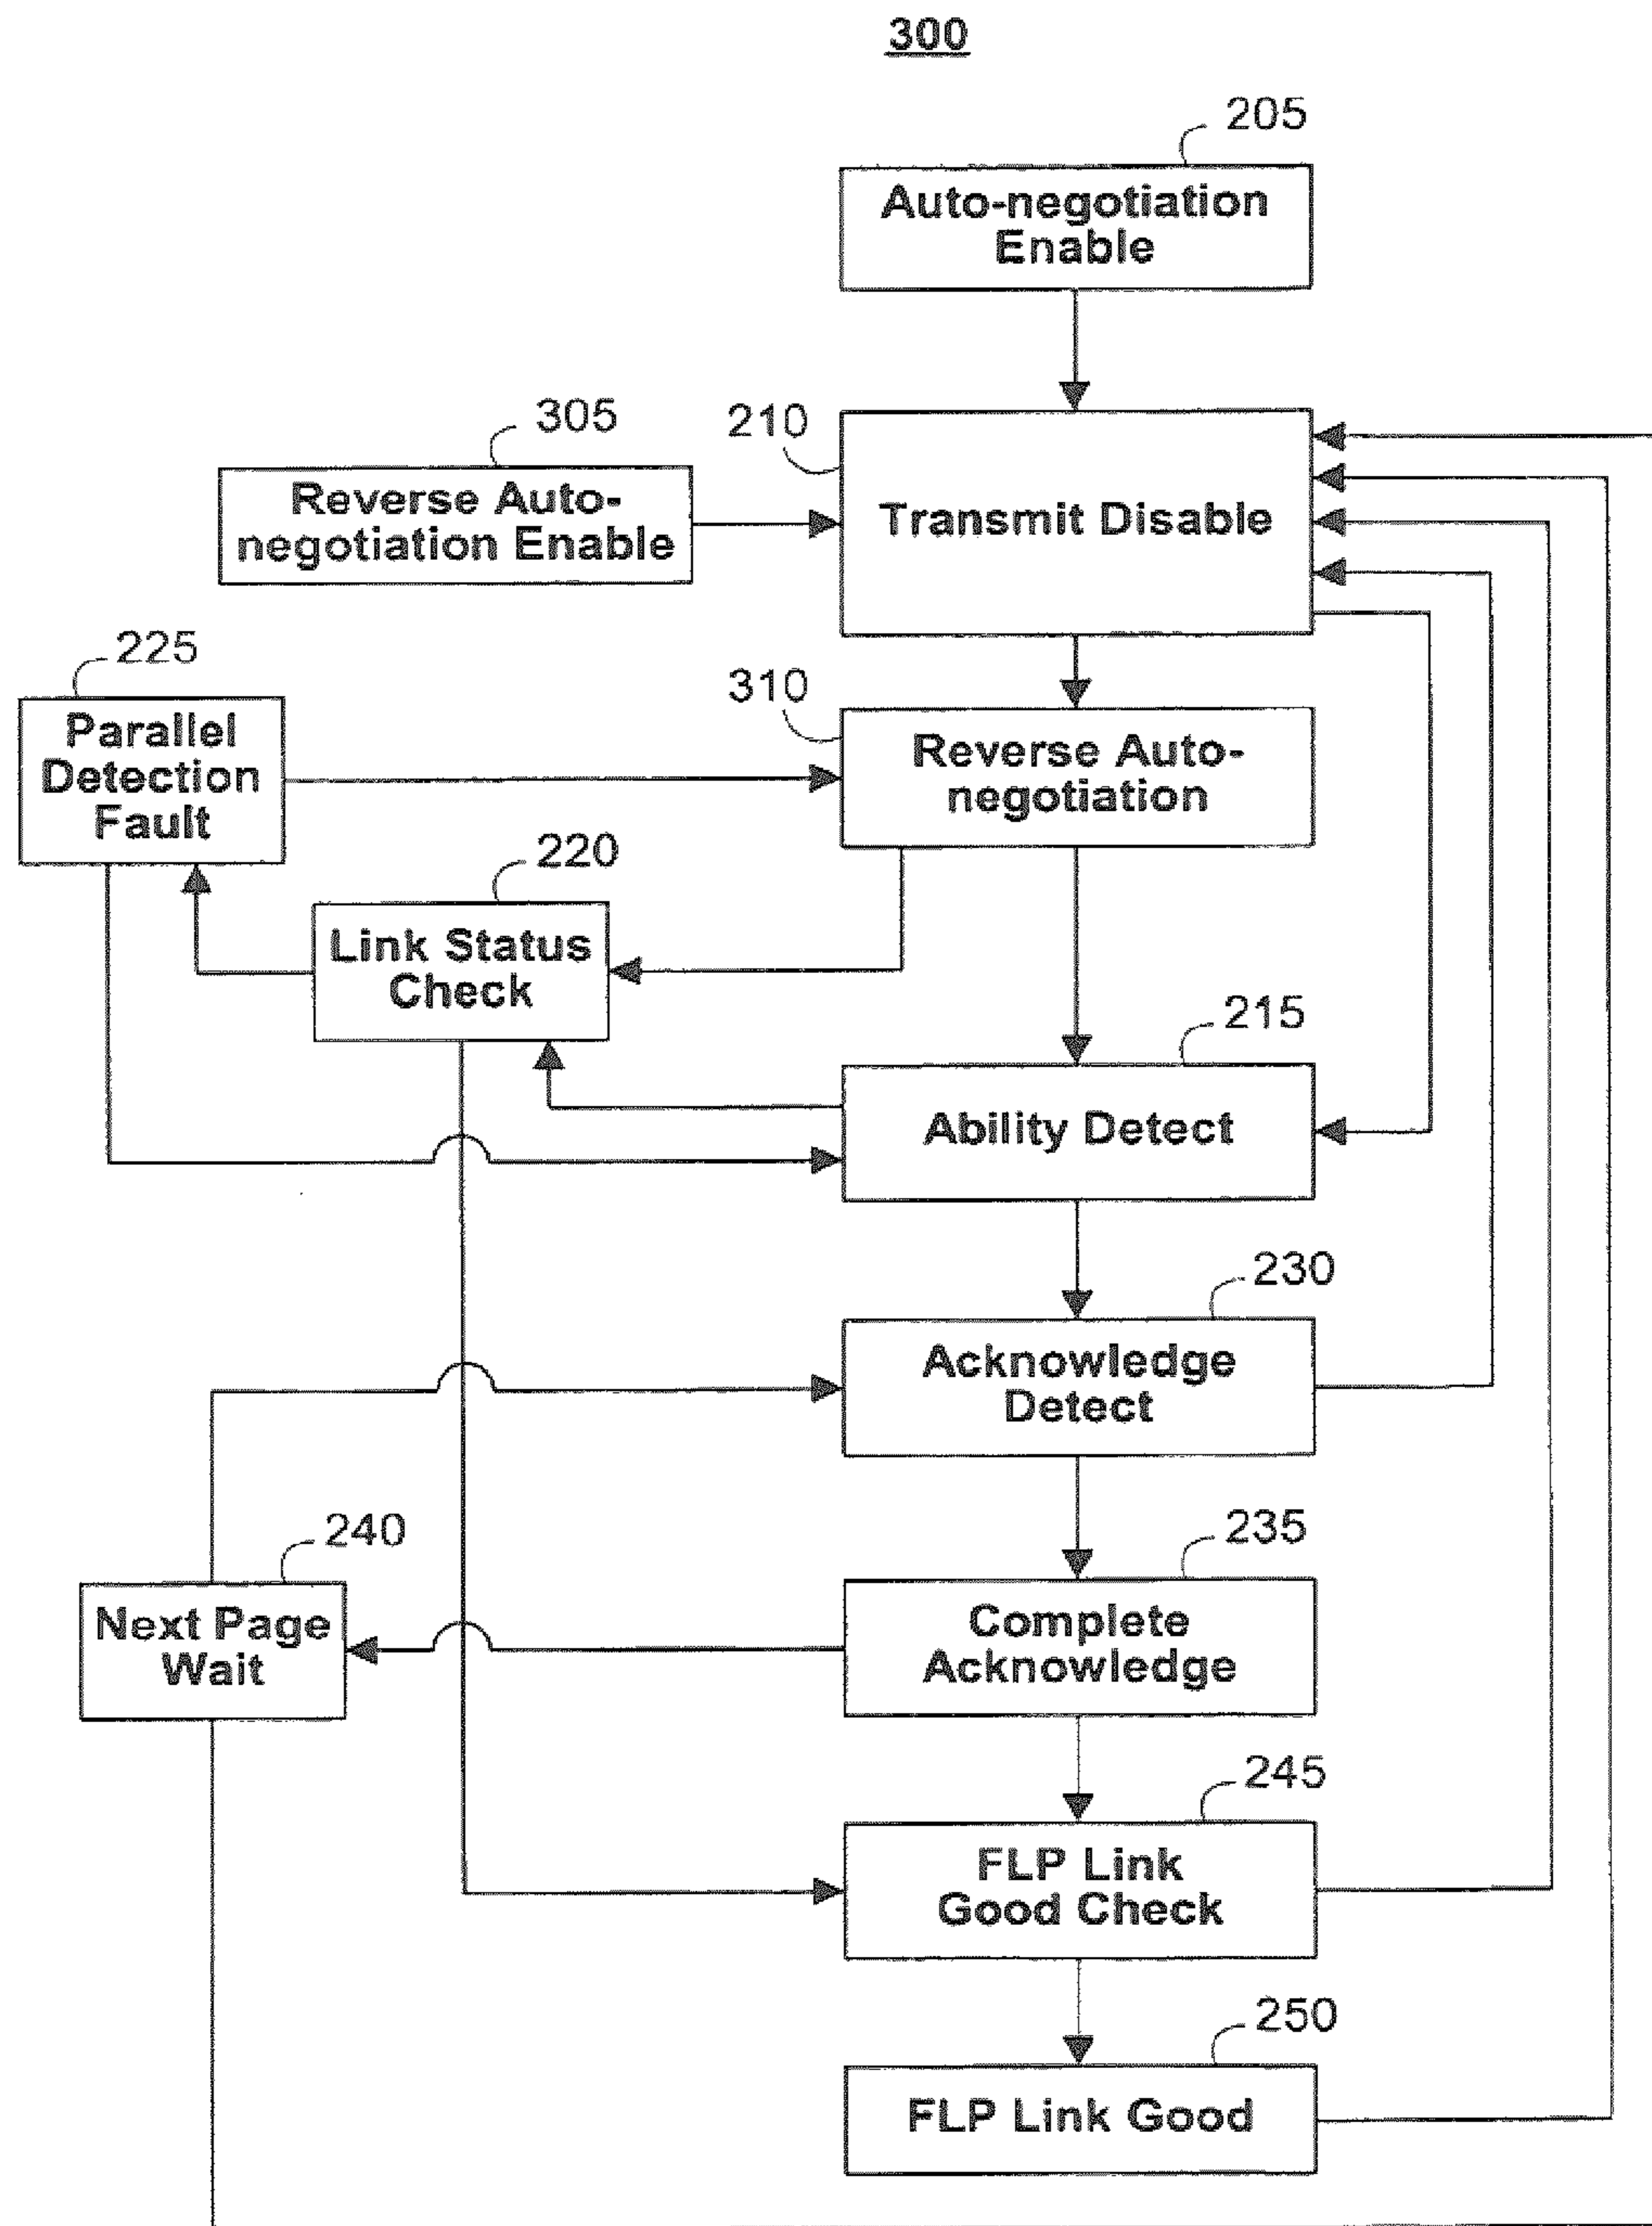 300
205
Auto-negotiation
Enable
305
210
Reverse Auto-
negotiation Enable
Transmit Disable
225
310
Parallel
Detection
Fault
Reverse Auto-
negotiation
220
Link Status
Check
215
Ability Detect
230
Acknowledge
Detect
240
235
Next Page
Wait
Complete
Acknowledge
245
FLP Link
Good Check
250
FLP Link Good